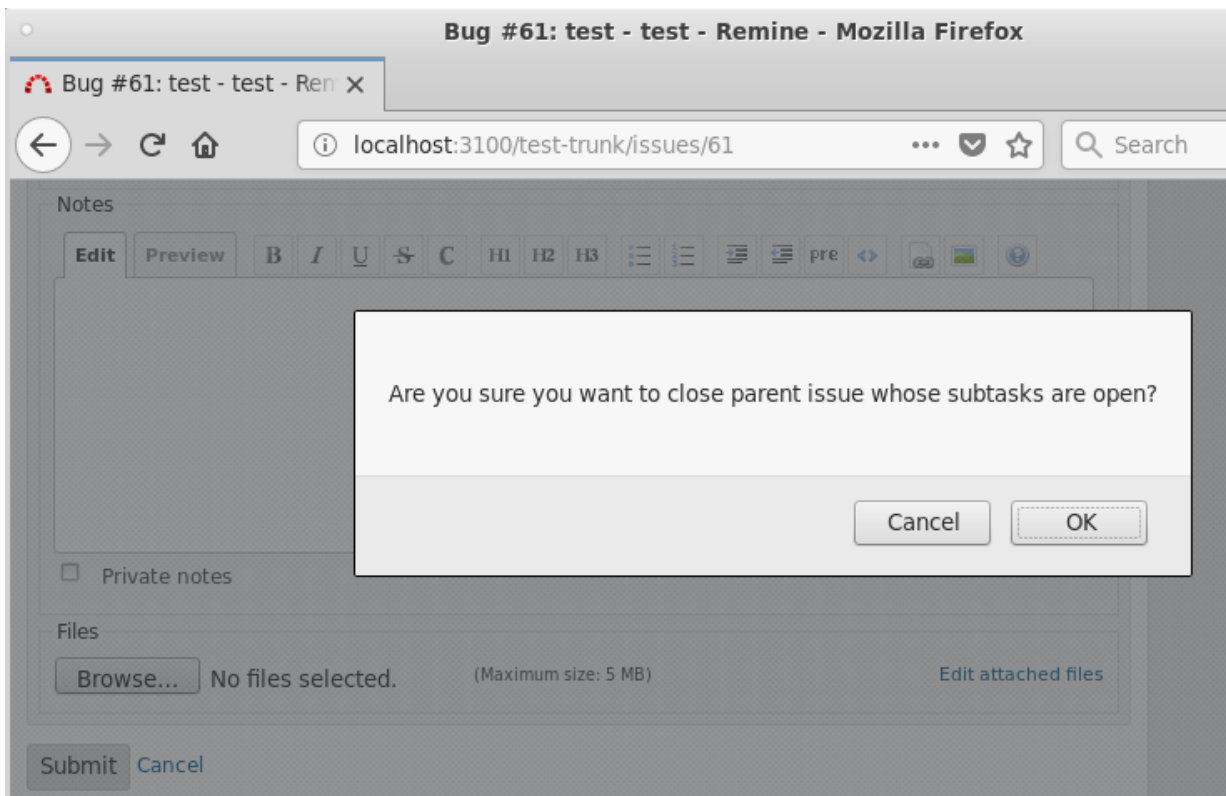 Bug #61: test - test - Remine - Mozilla Firefox
Bug #61: test - test - Ren
localhost:3100/test-trunk/issues/61
Search
Notes
Edit Preview B I U S C H1 H2 H3 pre <>
Are you sure you want to close parent issue whose subtasks are open?
Cancel OK
Private notes
Files
Browse... No files selected. (Maximum size: 5 MB) Edit attached files
Submit Cancel